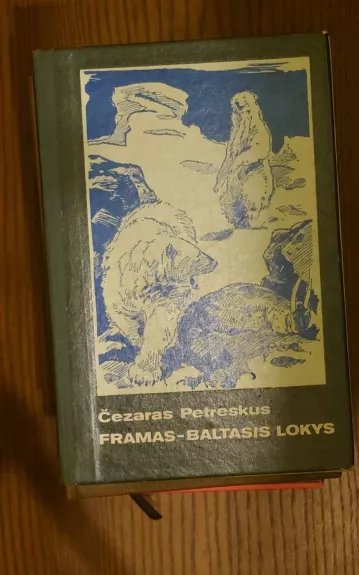 Čezaras Petreskus
FRAMAS-BALTASIS LOKYS